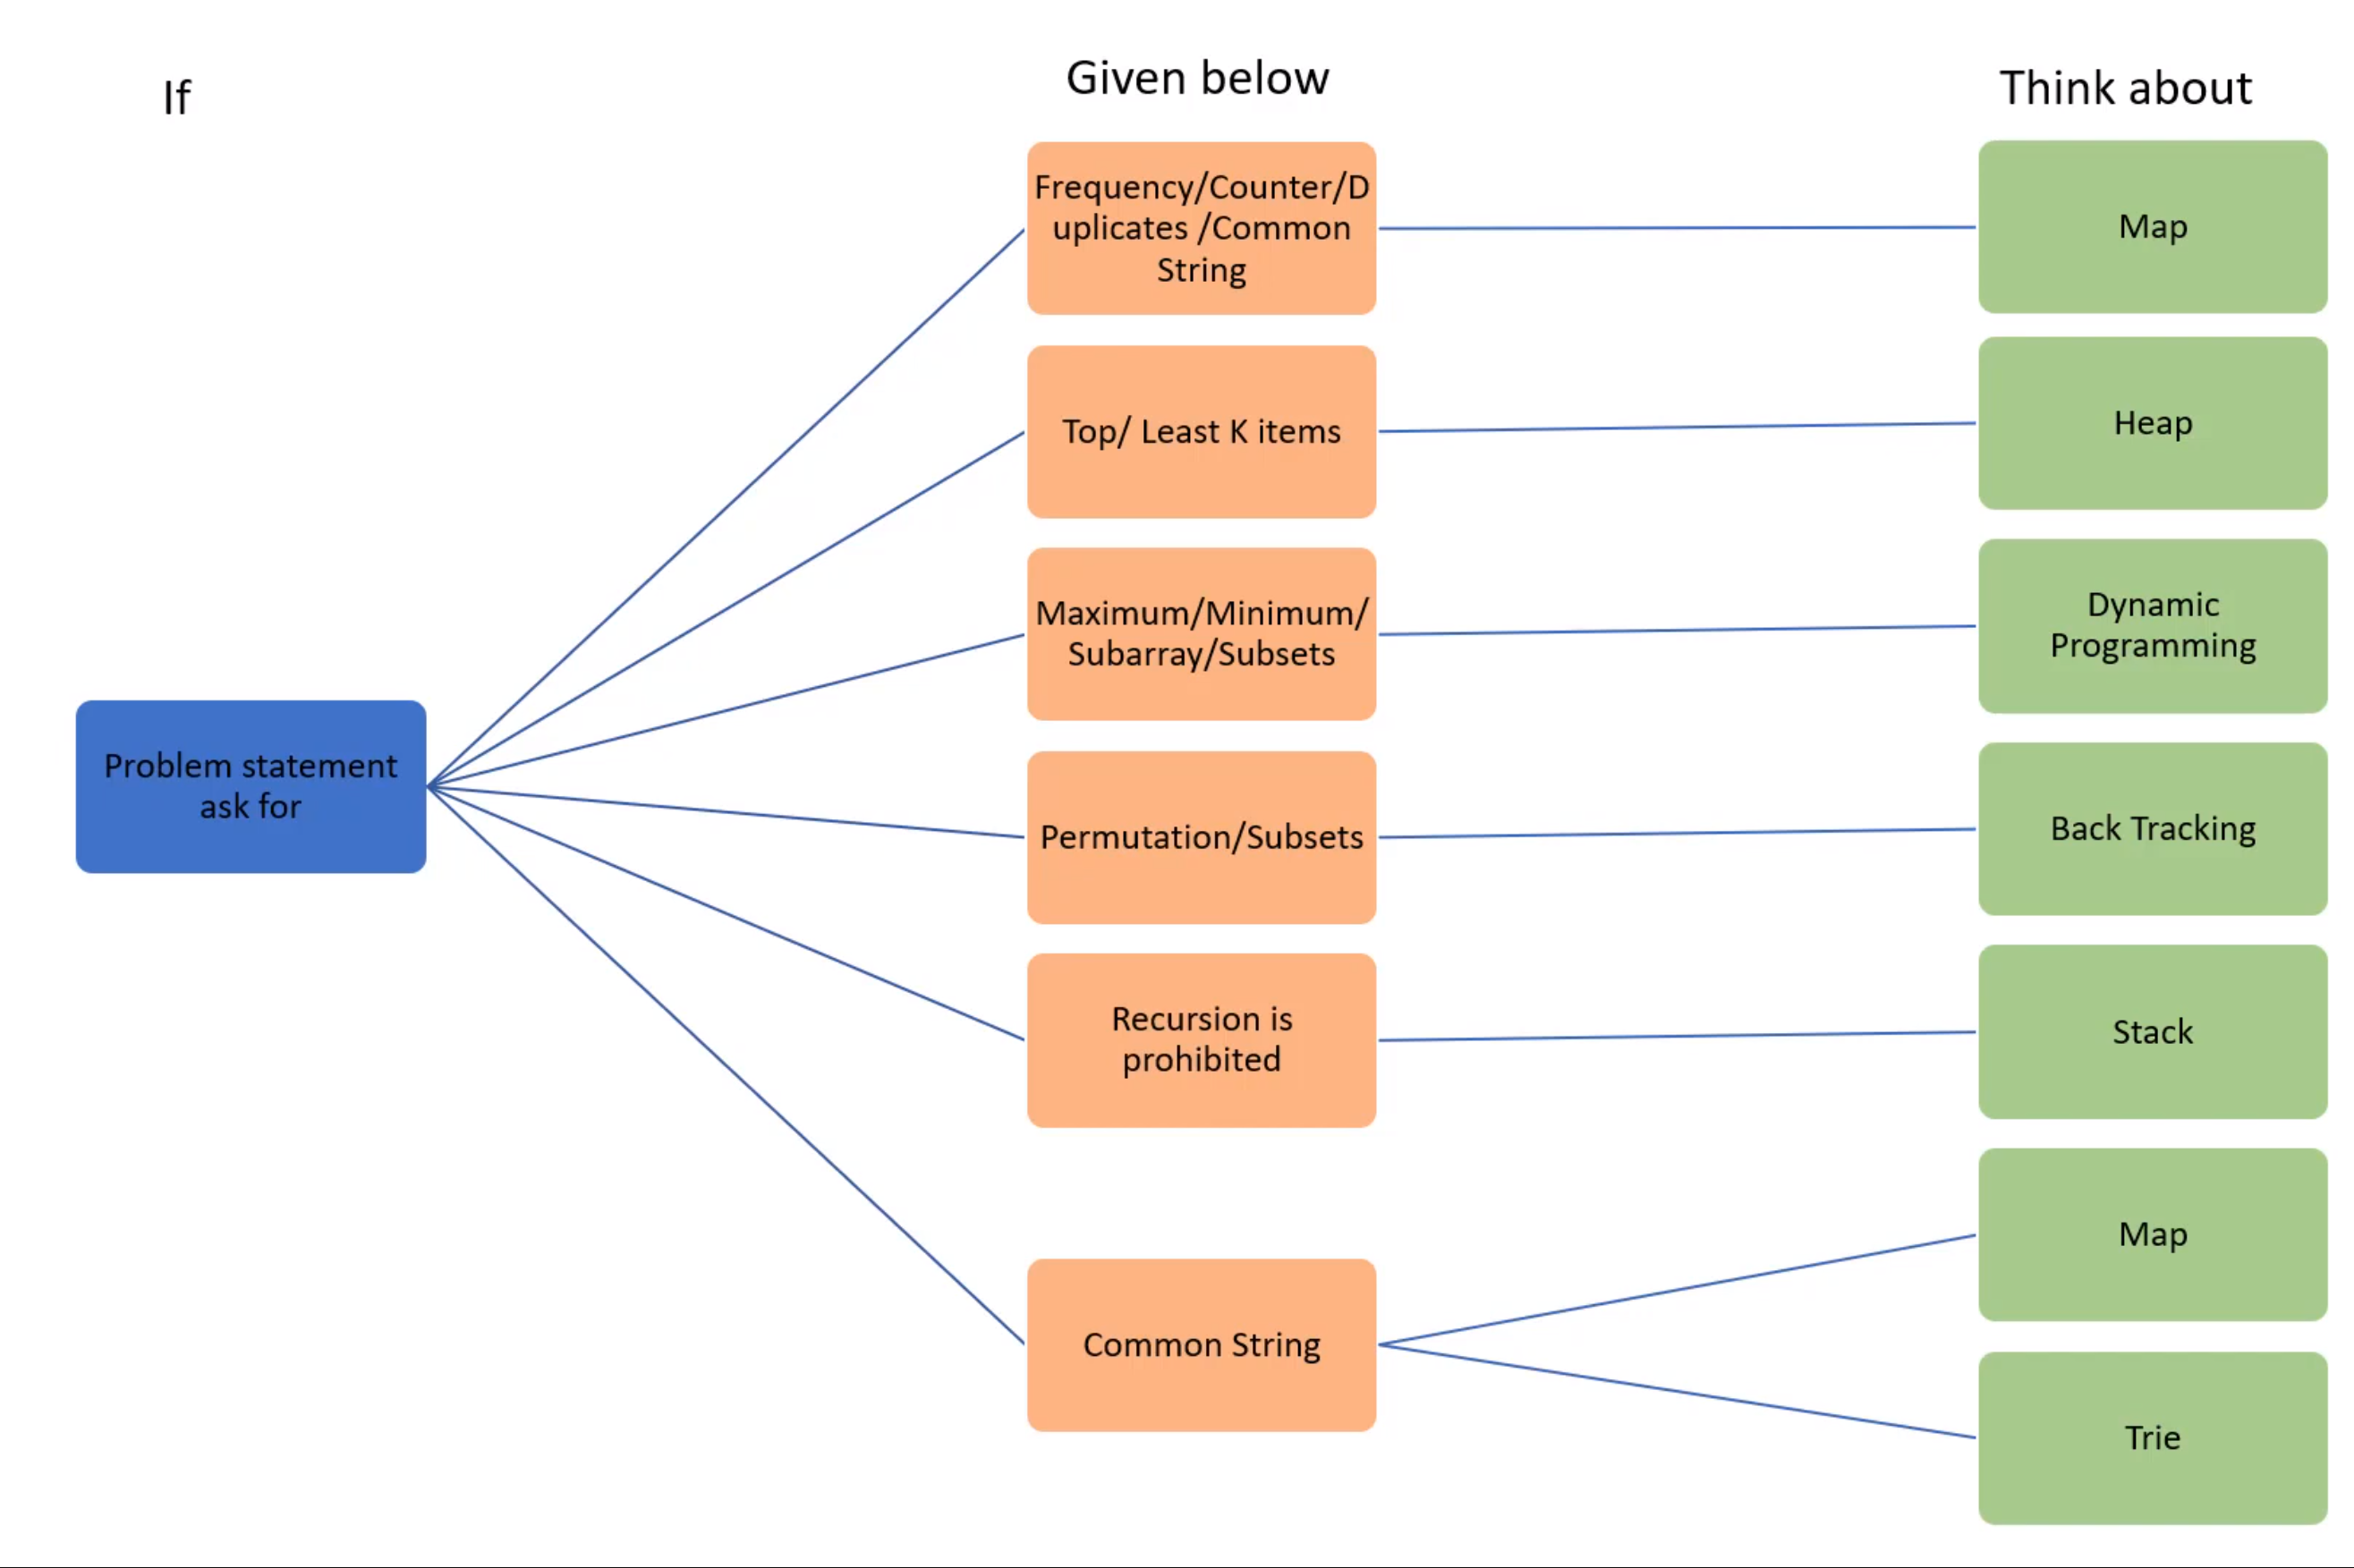 If
Given below
Think about
Frequency/Counter/D
uplicates /Common
String
Map
Top/ Least K items
Heap
Maximum/Minimum/
Subarray/Subsets
Dynamic
Programming
Problem statement
ask for
Permutation/Subsets
Back Tracking
Recursion is
prohibited
Stack
Common String
Map
Trie